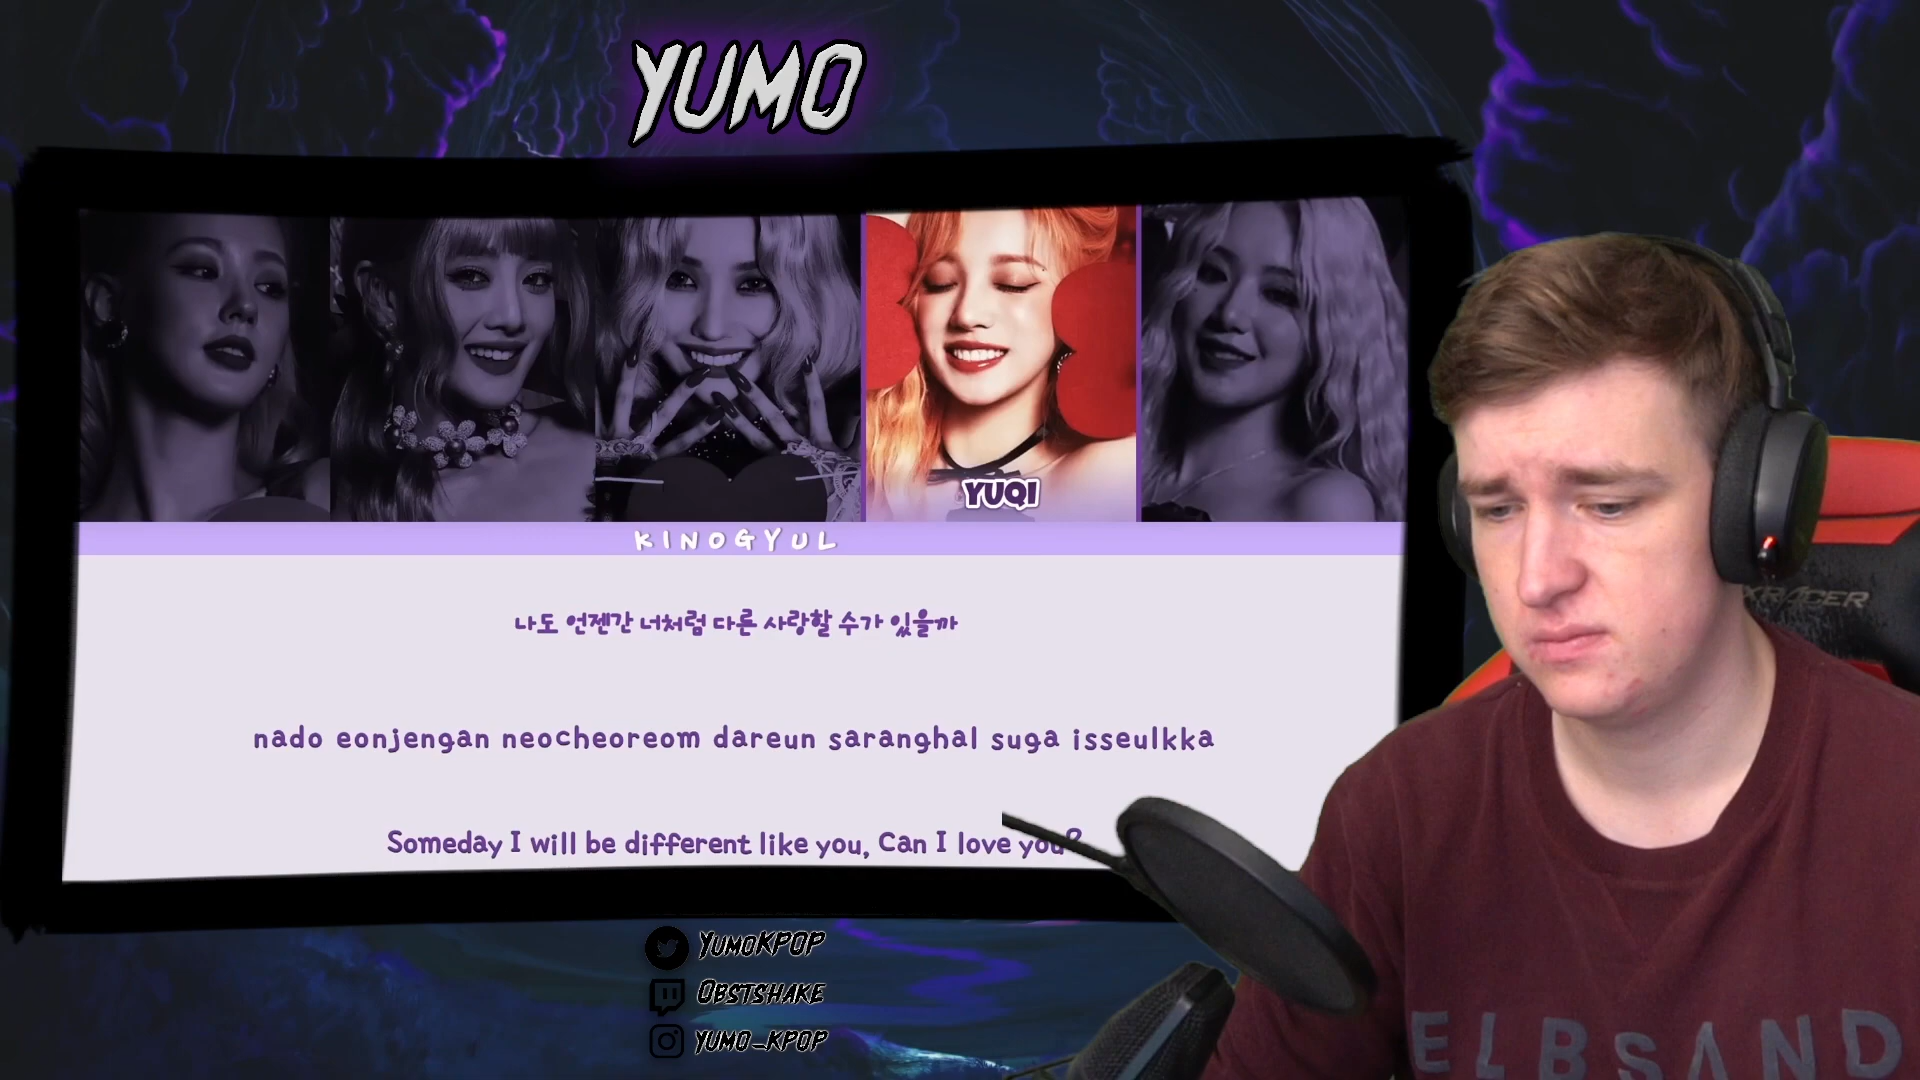 YUMO
YUQI
KINOGYUL
나도 언젠간 너처럼 다른 사랑할 수가 있을까
nado eonjengan neocheoreom dareun saranghal suga isseulkka
Someday I will be different like you, Can I love you?
YUMOKPOP
OBSTSHAKE
YUMO_KPOP
XRACER
ELBSAND